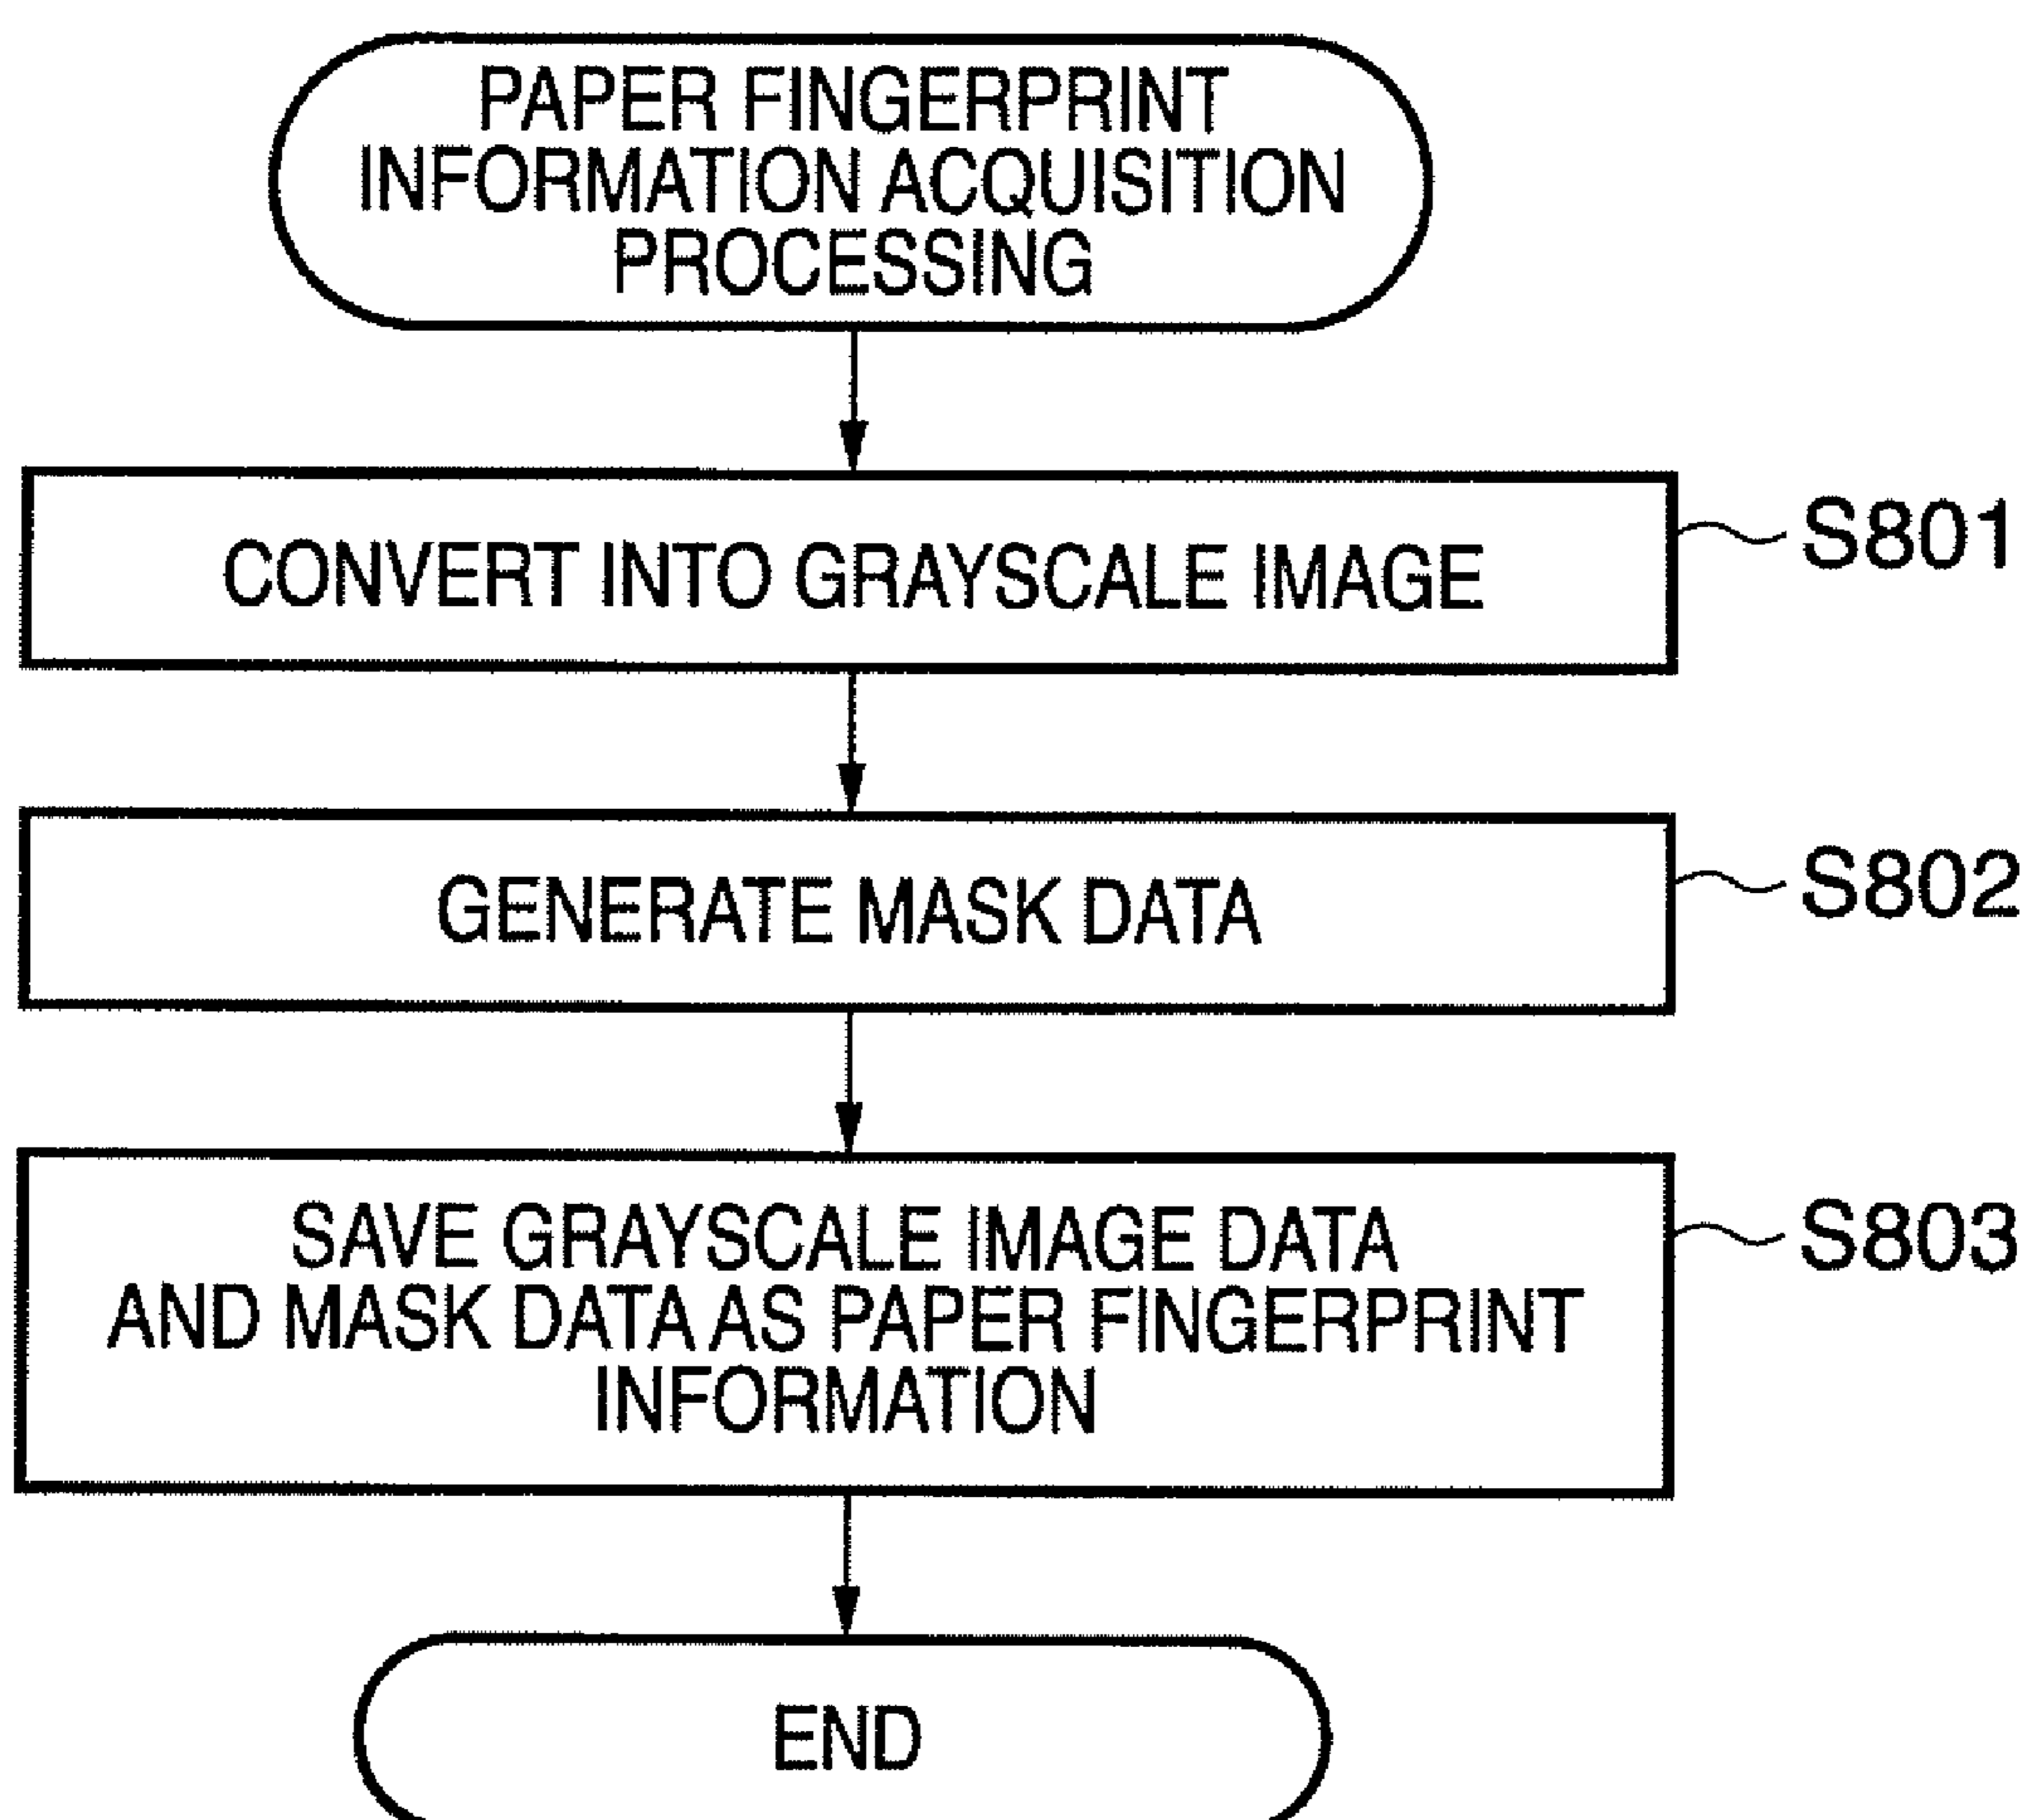 PAPER FINGERPRINT
INFORMATION ACQUISITION
PROCESSING
CONVERT INTO GRAYSCALE IMAGE
S801
GENERATE MASK DATA
S802
SAVE GRAYSCALE IMAGE DATA
AND MASK DATA AS PAPER FINGERPRINT
INFORMATION
S803
END